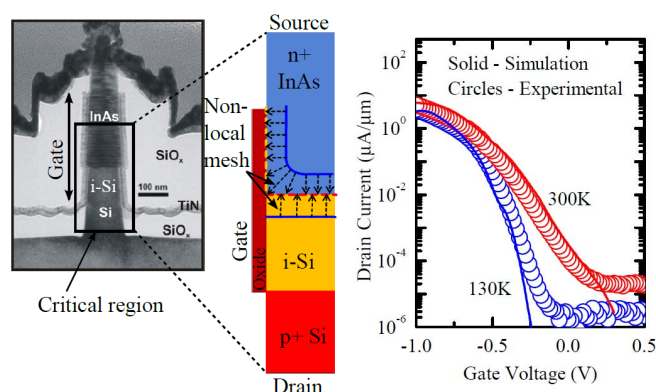 Source
n+
InAs
Non-
local
mesh
Gate
Oxide
i-Si
p+ Si
Drain
Gate
InAs
SiOₓ
i-Si
100 nm
Si
TiN
SiOₓ
Critical region
Solid - Simulation
Circles - Experimental
300K
130K
Drain Current (μA/μm)
10²
10⁰
10⁻²
10⁻⁴
10⁻⁶
-1.0 -0.5 0.0 0.5
Gate Voltage (V)